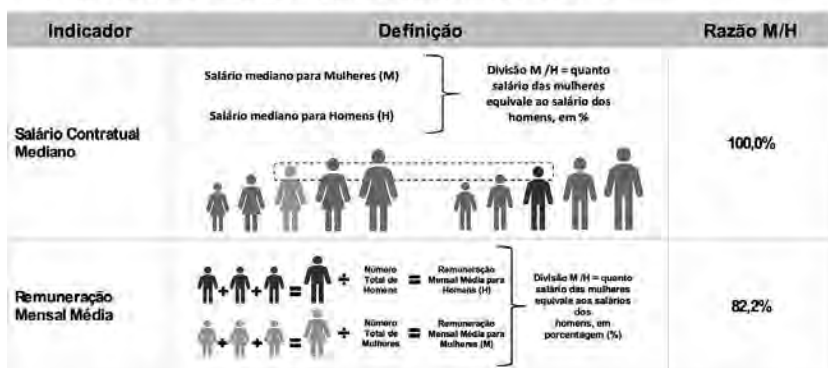 Indicador
Definição
Razão M/H
Salário Contratual
Mediano
Salário mediano para Mulheres (M)
Salário mediano para Homens (H)
Divisão M /H = quanto
salário das mulheres
equivale ao salário dos
homens, em %
100,0%
Remuneração
Mensal Média
+ + = ÷
Número
Total de
Homens
=
Remuneração
Mensal Média para
Homens (H)
+ + = ÷
Número
Total de
Mulheres
=
Remuneração
Mensal Média para
Mulheres (M)
Divisão M /H = quanto
salário das mulheres
equivale aos salários
dos
homens, em
porcentagem (%)
82,2%